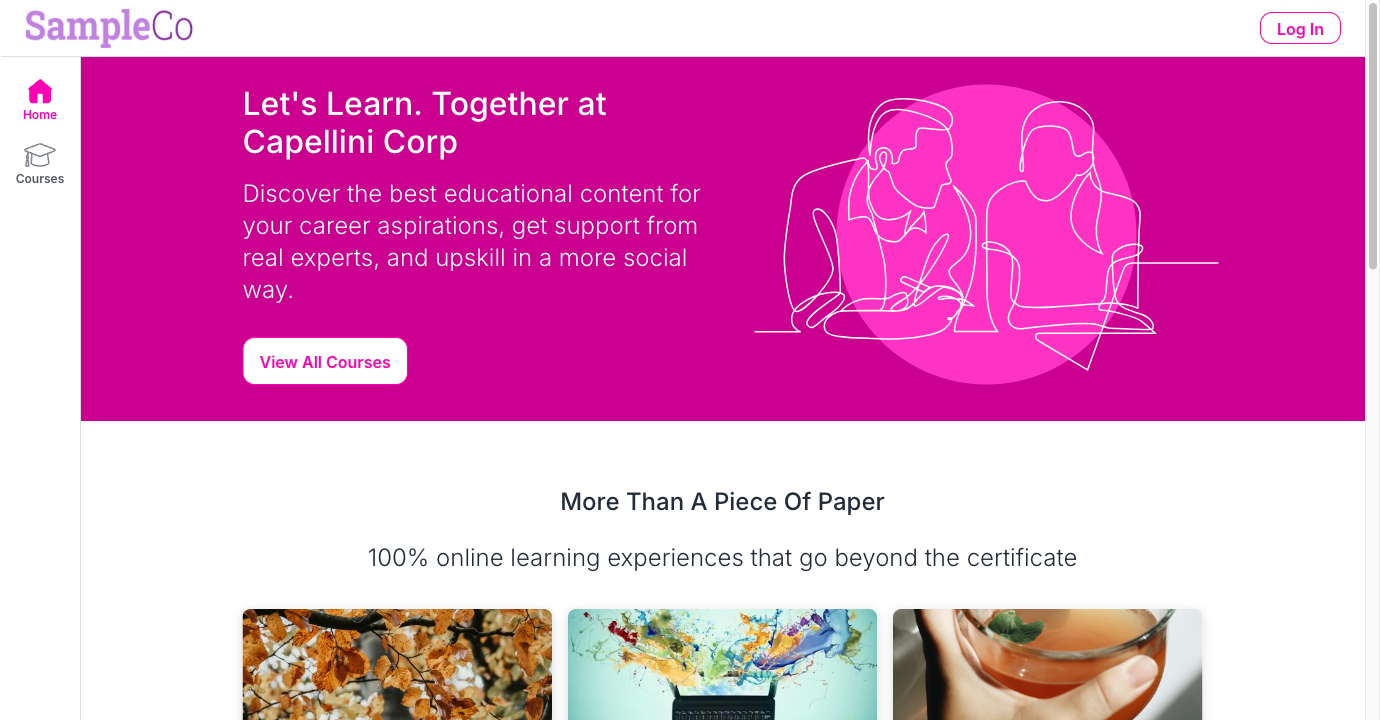 SampleCo
Log In
Home
Courses
Let's Learn. Together at
Capellini Corp
Discover the best educational content for
your career aspirations, get support from
real experts, and upskill in a more social
way.
View All Courses
More Than A Piece Of Paper
100% online learning experiences that go beyond the certificate